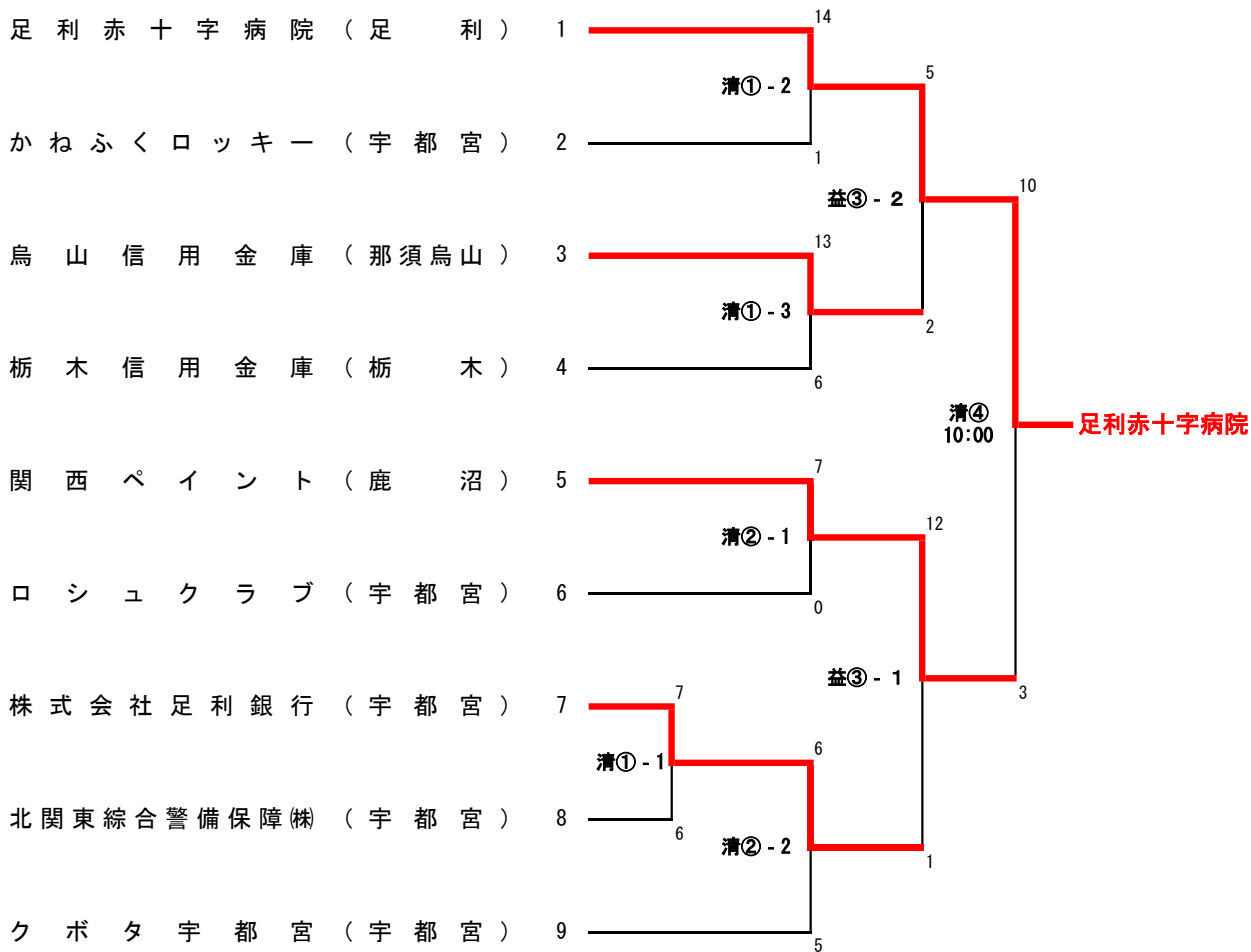 足利赤十字病院（足利） 1
14
清① - 2
5
かねふくロッキー（宇都宮） 2
1
益③ - 2
10
烏山信用金庫（那須烏山） 3
13
清① - 3
2
栃木信用金庫（栃木） 4
6
清④
10:00
足利赤十字病院
関西ペイント（鹿沼） 5
7
清② - 1
12
ロシュクラブ（宇都宮） 6
0
益③ - 1
3
株式会社足利銀行（宇都宮） 7
7
清① - 1
6
北関東綜合警備保障㈱（宇都宮） 8
6
清② - 2
1
クボタ宇都宮（宇都宮） 9
5